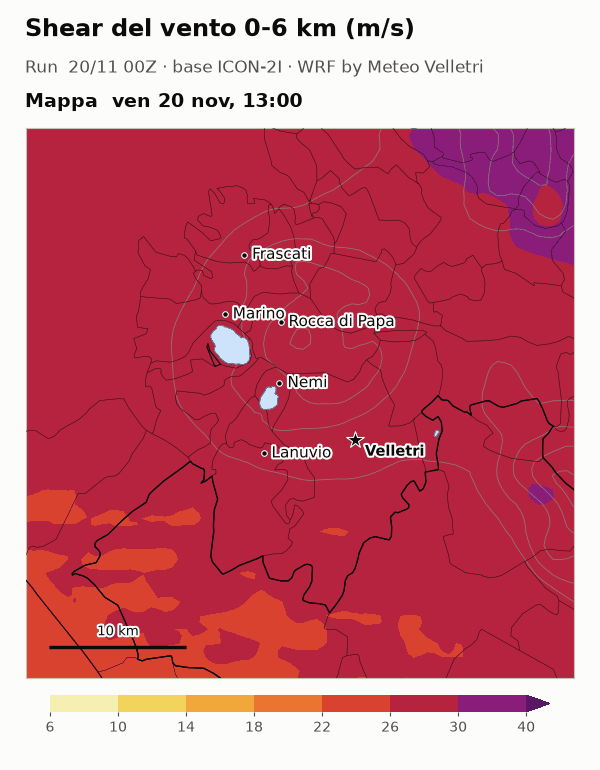 Shear del vento 0-6 km (m/s)
Run  20/11 00Z · base ICON-2I · WRF by Meteo Velletri
Mappa  ven 20 nov, 13:00
Frascati
Marino
Rocca di Papa
Nemi
Velletri
Lanuvio
10 km
6 10 14 18 22 26 30 40